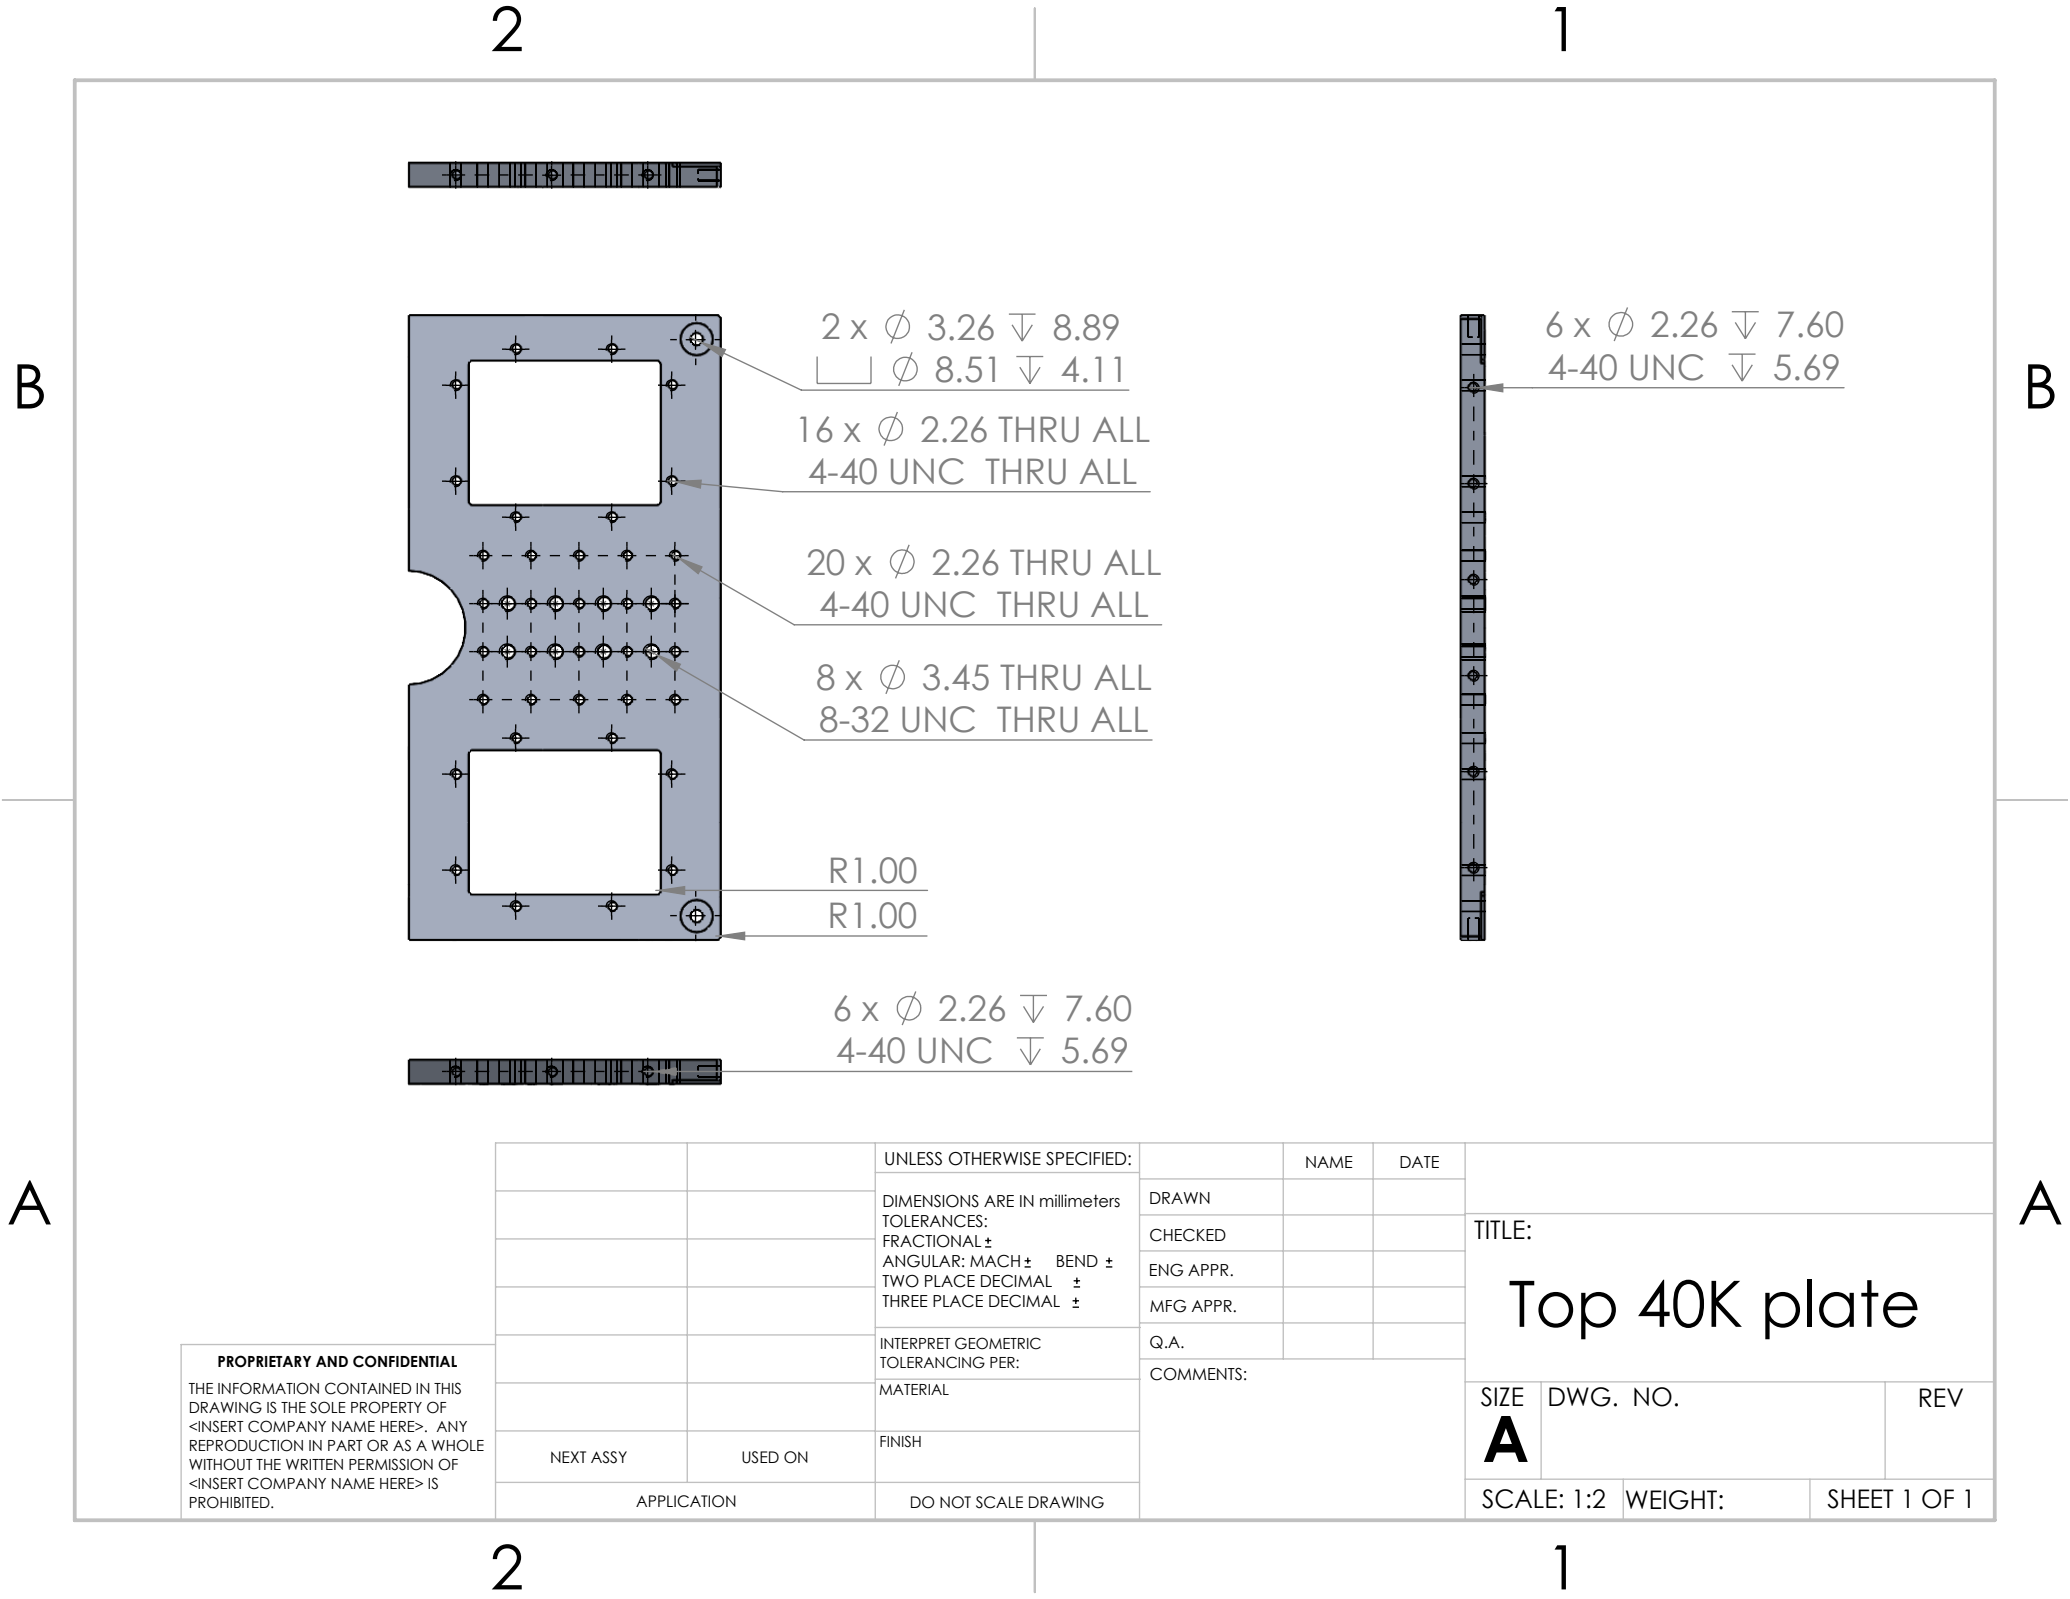 2
1
B
B
2 x ∅ 3.26 ↧ 8.89
⌴ ∅ 8.51 ↧ 4.11
6 x ∅ 2.26 ↧ 7.60
4-40 UNC ↧ 5.69
16 x ∅ 2.26 THRU ALL
4-40 UNC THRU ALL
20 x ∅ 2.26 THRU ALL
4-40 UNC THRU ALL
8 x ∅ 3.45 THRU ALL
8-32 UNC THRU ALL
R1.00
R1.00
6 x ∅ 2.26 ↧ 7.60
4-40 UNC ↧ 5.69
A
A
PROPRIETARY AND CONFIDENTIAL
THE INFORMATION CONTAINED IN THIS
DRAWING IS THE SOLE PROPERTY OF
<INSERT COMPANY NAME HERE>. ANY
REPRODUCTION IN PART OR AS A WHOLE
WITHOUT THE WRITTEN PERMISSION OF
<INSERT COMPANY NAME HERE> IS
PROHIBITED.
NEXT ASSY
USED ON
APPLICATION
UNLESS OTHERWISE SPECIFIED:
DIMENSIONS ARE IN millimeters
TOLERANCES:
FRACTIONAL ±
ANGULAR: MACH ± BEND ±
TWO PLACE DECIMAL ±
THREE PLACE DECIMAL ±
INTERPRET GEOMETRIC
TOLERANCING PER:
MATERIAL
FINISH
DO NOT SCALE DRAWING
NAME
DATE
DRAWN
CHECKED
ENG APPR.
MFG APPR.
Q.A.
COMMENTS:
TITLE:
Top 40K plate
SIZE
A
DWG. NO.
REV
SCALE: 1:2
WEIGHT:
SHEET 1 OF 1
2
1